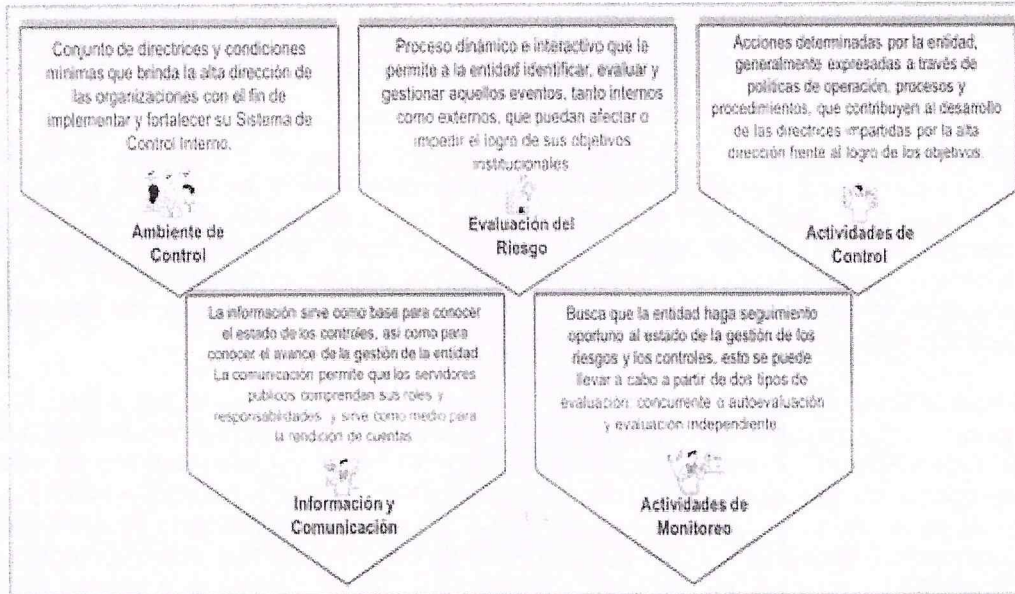 Conjunto de directrices y condiciones
mínimas que brinda la alta dirección de
las organizaciones con el fin de
implementar y fortalecer su Sistema de
Control Interno.
Ambiente de
Control
Proceso dinámico e interactivo que le
permite a la entidad identificar, evaluar y
gestionar aquellos eventos, tanto internos
como externos, que puedan afectar o
impedir el logro de sus objetivos
institucionales
Evaluación del
Riesgo
Acciones determinadas por la entidad,
generalmente expresadas a través de
políticas de operación, procesos y
procedimientos, que contribuyen al desarrollo
de las directrices impartidas por la alta
dirección frente al logro de los objetivos.
Actividades de
Control
La información sirve como base para conocer
el estado de los controles, así como para
conocer el avance de la gestión de la entidad
La comunicación permite que los servidores
públicos comprendan sus roles y
responsabilidades, y sirve como medio para
la rendición de cuentas
Información y
Comunicación
Busca que la entidad haga seguimiento
oportuno al estado de la gestión de los
riesgos y los controles, esto se puede
llevar a cabo a partir de dos tipos de
evaluación: concurrente o autoevaluación
y evaluación independiente
Actividades de
Monitoreo